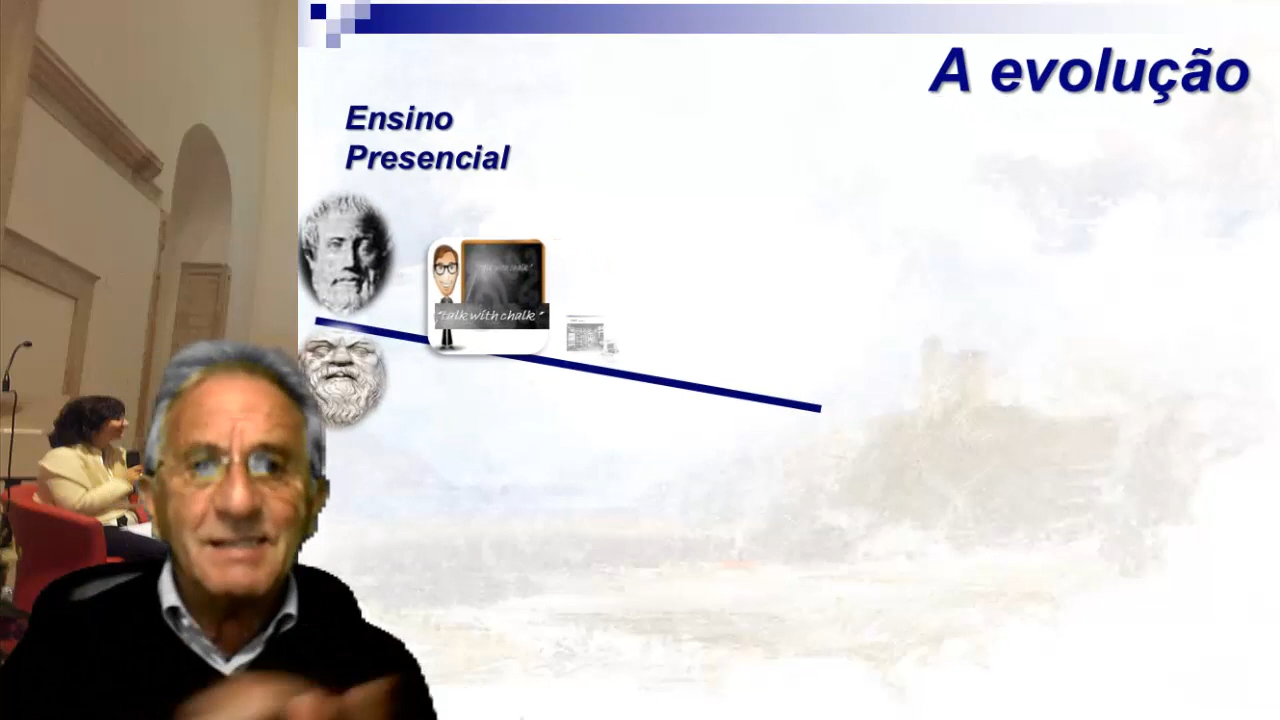 A evolução
Ensino
Presencial
"talk with chalk"